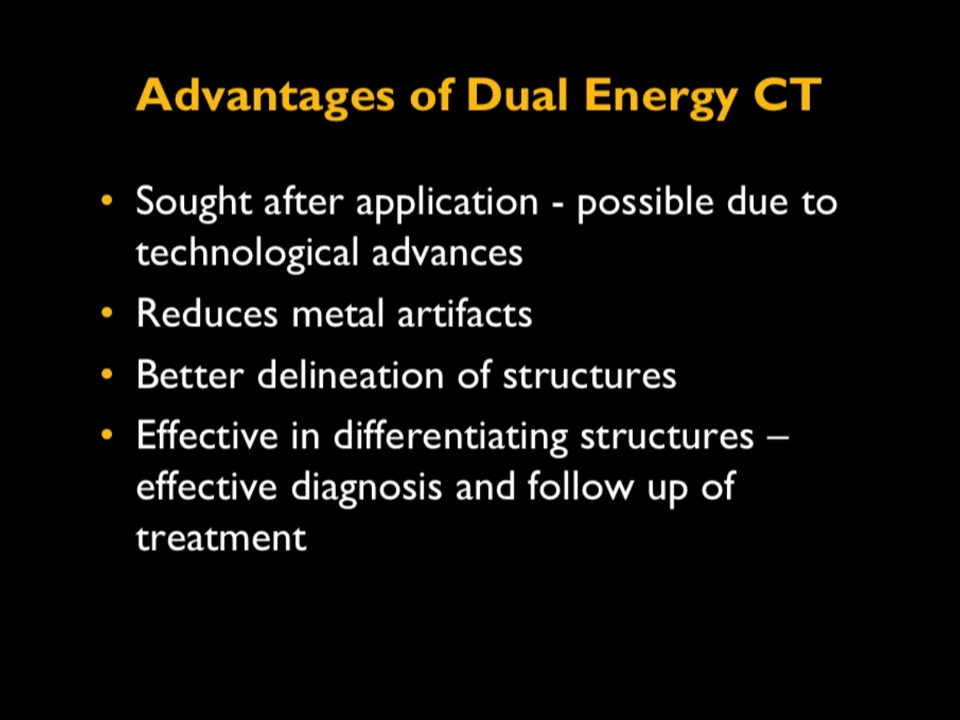 Advantages of Dual Energy CT
• Sought after application - possible due to
technological advances
• Reduces metal artifacts
• Better delineation of structures
• Effective in differentiating structures –
effective diagnosis and follow up of
treatment